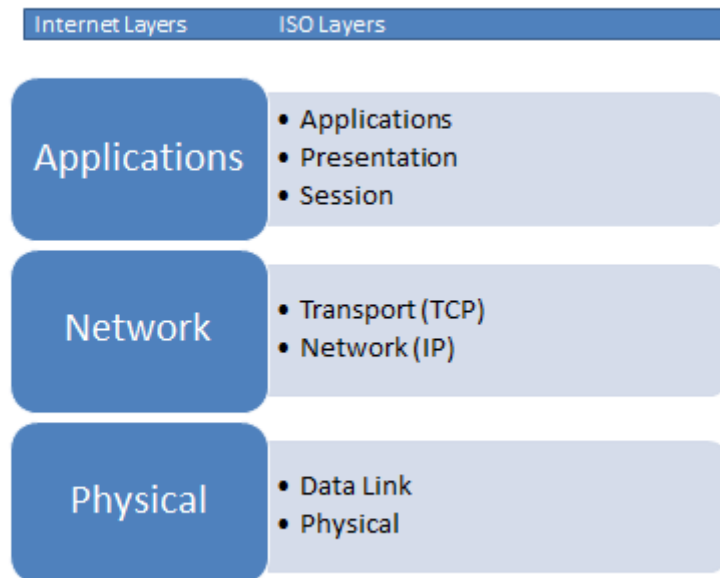 Internet Layers ISO Layers
Applications
• Applications
• Presentation
• Session
Network
• Transport (TCP)
• Network (IP)
Physical
• Data Link
• Physical